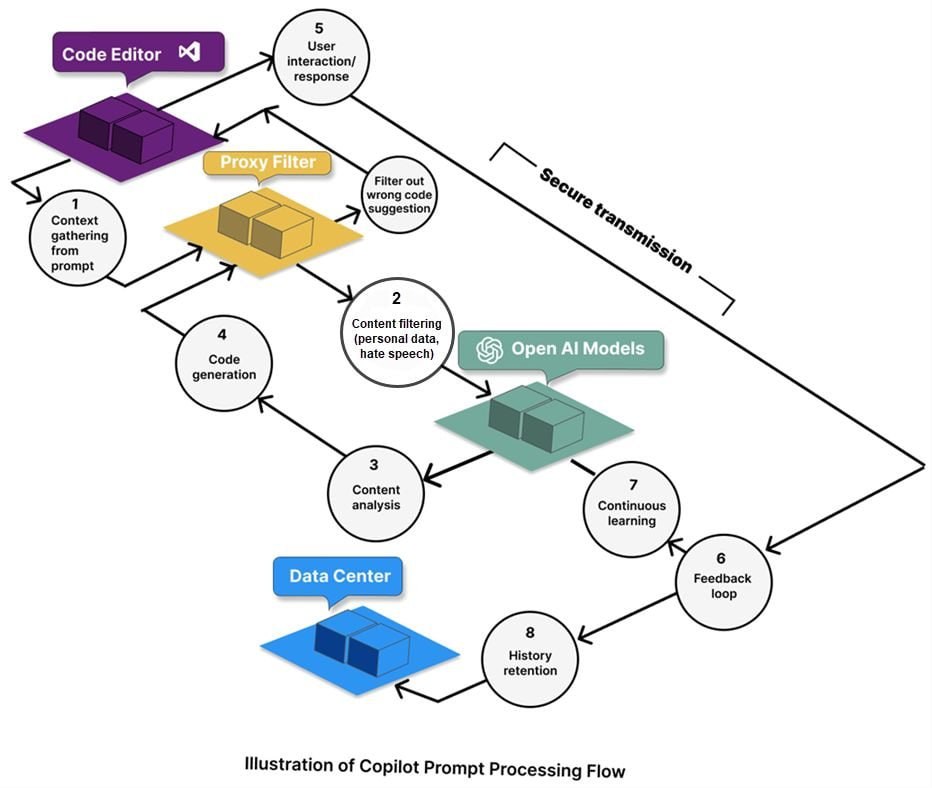 Code Editor
5
User
interaction/
response
Proxy Filter
Filter out
wrong code
suggestion
Secure transmission
1
Context
gathering
from
prompt
2
Content filtering
(personal data,
hate speech)
4
Code
generation
Open AI Models
3
Content
analysis
7
Continuous
learning
6
Feedback
loop
Data Center
8
History
retention
Illustration of Copilot Prompt Processing Flow